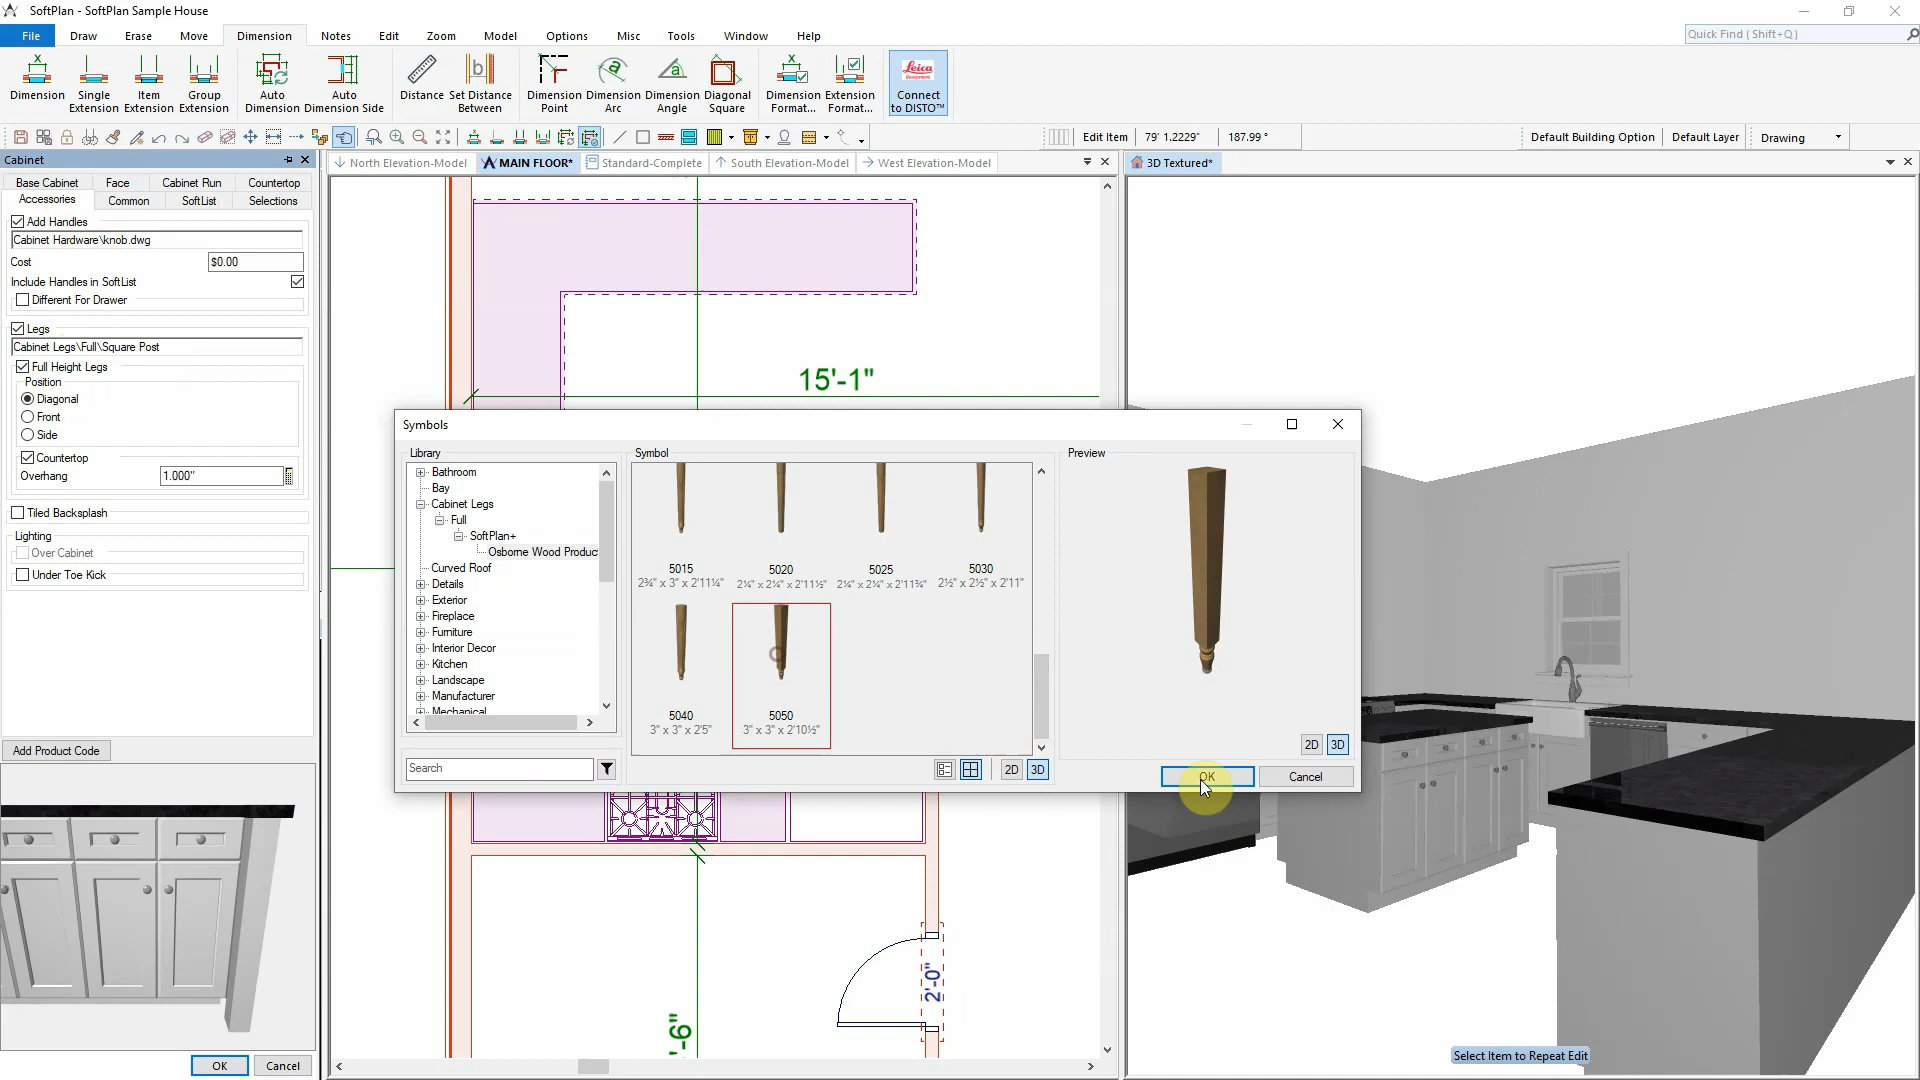 SoftPlan - SoftPlan Sample House
File Draw Erase Move Dimension Notes Edit Zoom Model Options Misc Tools Window Help
Quick Find ( Shift+Q )
Dimension
Single Extension
Item Extension
Group Extension
Auto Dimension
Auto Dimension Side
Distance
Set Distance Between
Dimension Point
Dimension Arc
Dimension Angle
Diagonal Square
Dimension Format...
Extension Format...
Leica
Geosystems
Connect to DISTO™
Edit Item 79' 1.2229" 187.99 °
Default Building Option Default Layer Drawing
Cabinet
North Elevation-Model MAIN FLOOR* Standard-Complete South Elevation-Model West Elevation-Model
3D Textured*
Base Cabinet Face Cabinet Run Countertop
Accessories Common SoftList Selections
Add Handles
Cabinet Hardware\knob.dwg
Cost $0.00
Include Handles in SoftList
Different For Drawer
Legs
Cabinet Legs\Full\Square Post
Full Height Legs
Position
Diagonal
Front
Side
Countertop
Overhang 1.000"
Tiled Backsplash
Lighting
Over Cabinet
Under Toe Kick
Add Product Code
OK Cancel
15'-1"
Symbols
Library
Bathroom
Bay
Cabinet Legs
Full
SoftPlan+
Osborne Wood Produc
Curved Roof
Details
Exterior
Fireplace
Furniture
Interior Decor
Kitchen
Landscape
Manufacturer
Mechanical
Search
Symbol
5015
2¾" x 3" x 2'11¼"
5020
2¼" x 2¼" x 2'11½"
5025
2¼" x 2¼" x 2'11¾"
5030
2½" x 2½" x 2'11"
5040
3" x 3" x 2'5"
5050
3" x 3" x 2'10½"
2D 3D
Preview
2D 3D
OK Cancel
2'-0"
'-6"
Select Item to Repeat Edit